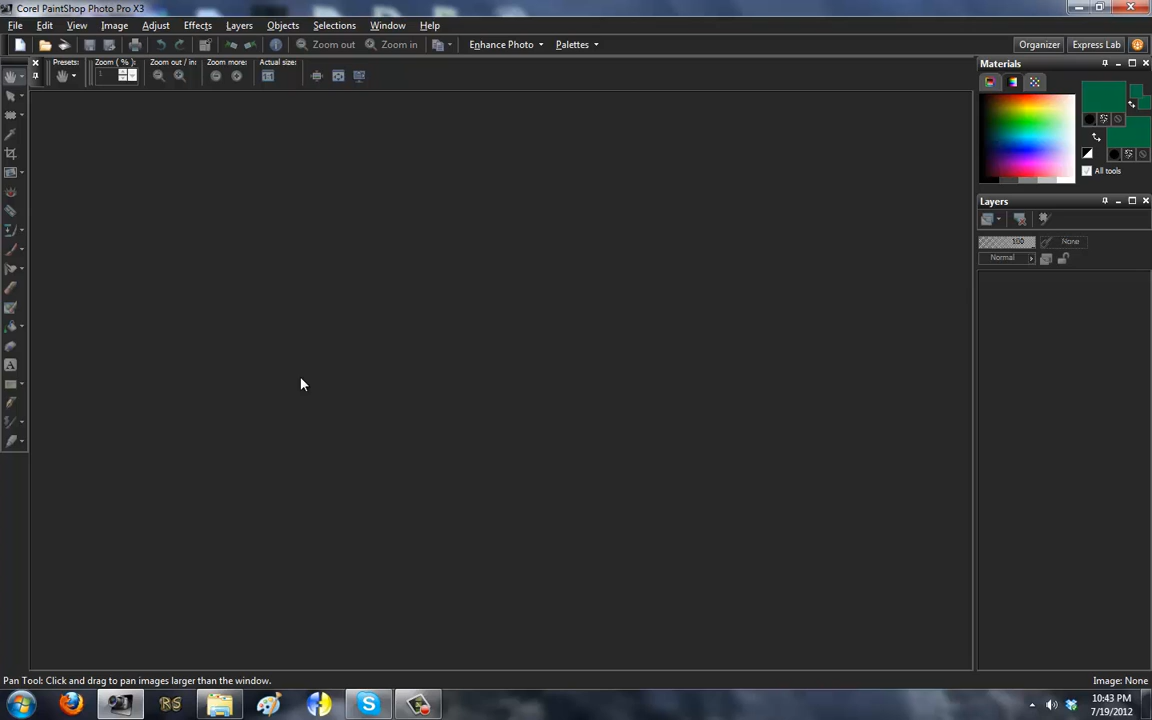 Corel PaintShop Photo Pro X3
File Edit View Image Adjust Effects Layers Objects Selections Window Help
Zoom out Zoom in Enhance Photo Palettes Organizer Express Lab
Presets: Zoom ( % ): Zoom out / in: Zoom more: Actual size:
1
Materials
All tools
Layers
100 None
Normal
A
Pan Tool: Click and drag to pan images larger than the window.
Image: None
RS
S
10:43 PM
7/19/2012